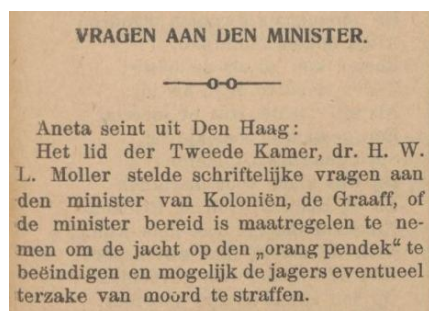 VRAGEN AAN DEN MINISTER.
Aneta seint uit Den Haag:
Het lid der Tweede Kamer, dr. H. W.
L. Moller stelde schriftelijke vragen aan
den minister van Koloniën, de Graaff, of
de minister bereid is maatregelen te ne-
men om de jacht op den „orang pendek“ te
beëindigen en mogelijk de jagers eventueel
terzake van moord te straffen.